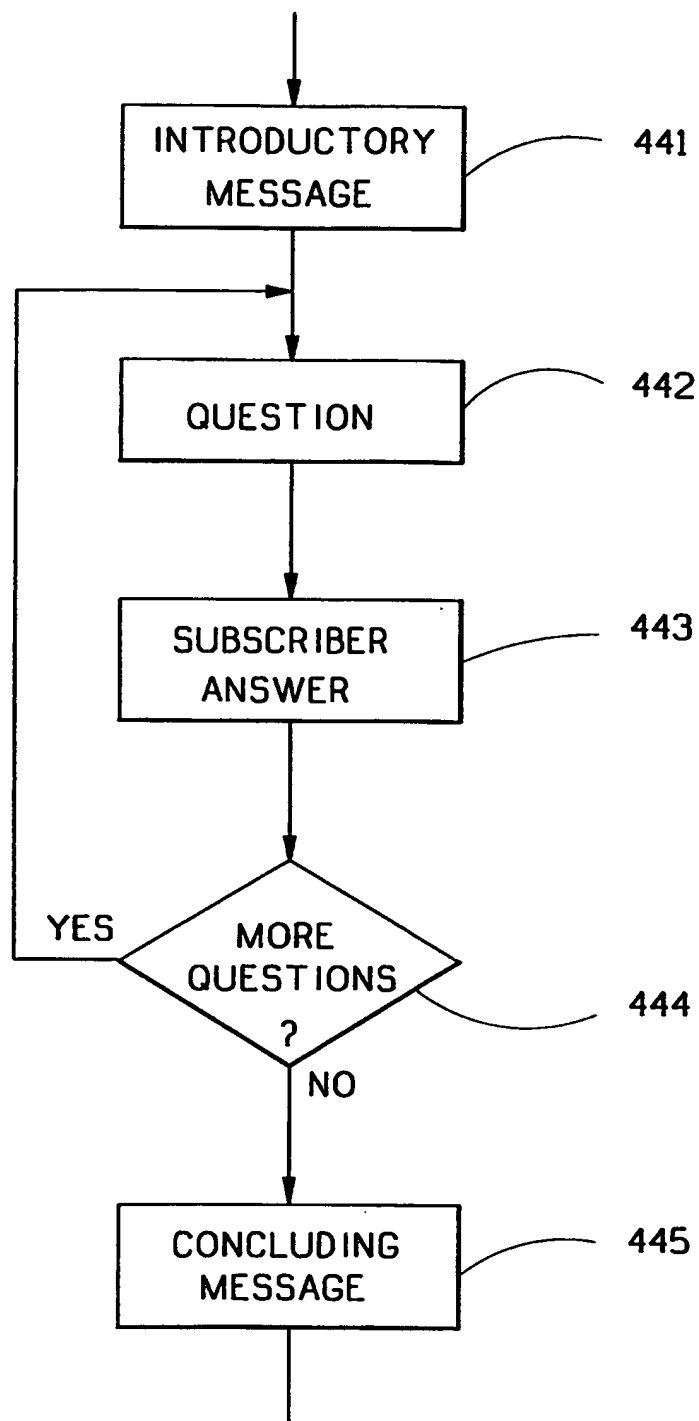 INTRODUCTORY
MESSAGE
441
QUESTION
442
SUBSCRIBER
ANSWER
443
YES
MORE
QUESTIONS
?
444
NO
CONCLUDING
MESSAGE
445